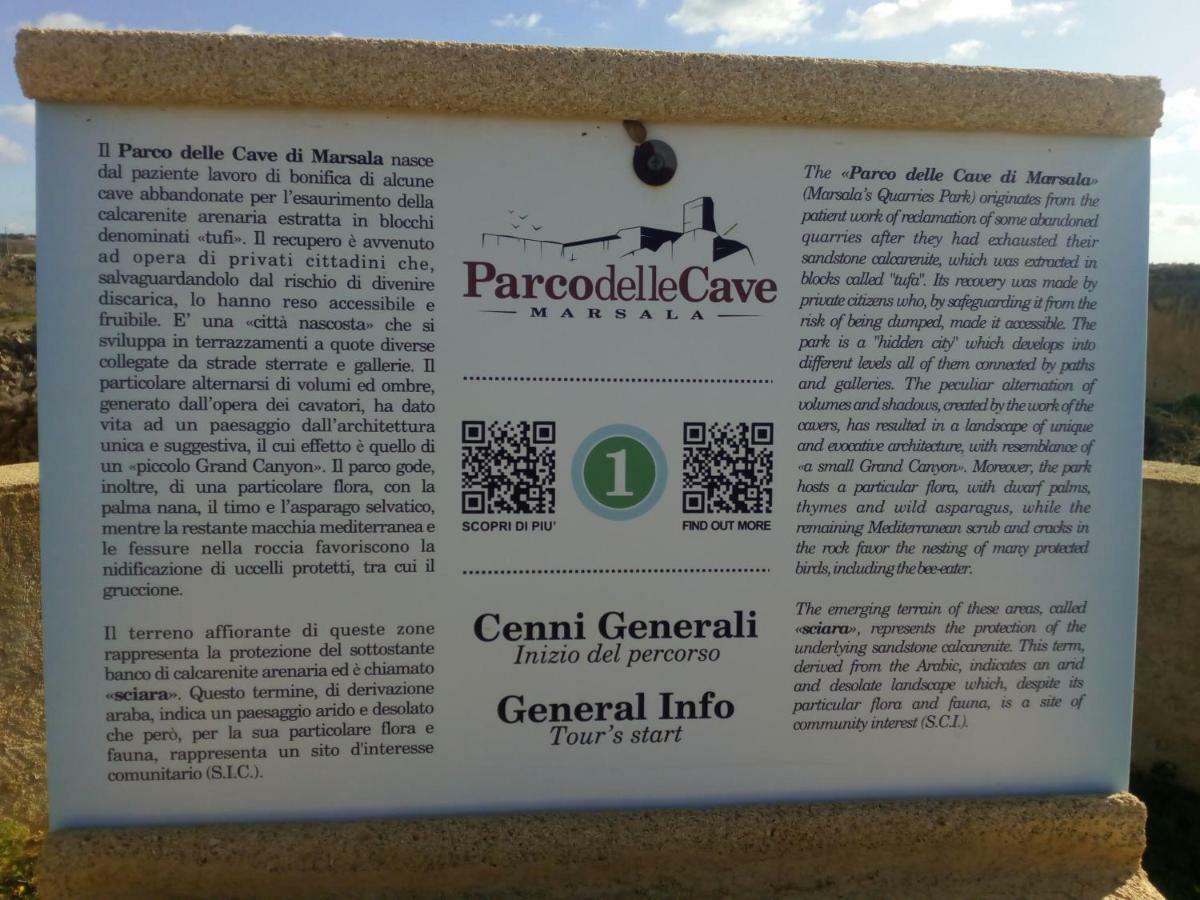 Il Parco delle Cave di Marsala nasce
dal paziente lavoro di bonifica di alcune
cave abbandonate per l'esaurimento della
calcarenite arenaria estratta in blocchi
denominati «tufi». Il recupero è avvenuto
ad opera di privati cittadini che,
salvaguardandolo dal rischio di divenire
discarica, lo hanno reso accessibile e
fruibile. E' una «città nascosta» che si
sviluppa in terrazzamenti a quote diverse
collegate da strade sterrate e gallerie. Il
particolare alternarsi di volumi ed ombre,
generato dall'opera dei cavatori, ha dato
vita ad un paesaggio dall'architettura
unica e suggestiva, il cui effetto è quello di
un «piccolo Grand Canyon». Il parco gode,
inoltre, di una particolare flora, con la
palma nana, il timo e l'asparago selvatico,
mentre la restante macchia mediterranea e
le fessure nella roccia favoriscono la
nidificazione di uccelli protetti, tra cui il
gruccione.
Il terreno affiorante di queste zone
rappresenta la protezione del sottostante
banco di calcarenite arenaria ed è chiamato
«sciara». Questo termine, di derivazione
araba, indica un paesaggio arido e desolato
che però, per la sua particolare flora e
fauna, rappresenta un sito d'interesse
comunitario (S.I.C.).
ParcodelleCave
MARSALA
1
SCOPRI DI PIU'
FIND OUT MORE
Cenni Generali
Inizio del percorso
General Info
Tour's start
The «Parco delle Cave di Marsala»
(Marsala's Quarries Park) originates from the
patient work of reclamation of some abandoned
quarries after they had exhausted their
sandstone calcarenite, which was extracted in
blocks called "tufa". Its recovery was made by
private citizens who, by safeguarding it from the
risk of being dumped, made it accessible. The
park is a "hidden city" which develops into
different levels all of them connected by paths
and galleries. The peculiar alternation of
volumes and shadows, created by the work of the
cavers, has resulted in a landscape of unique
and evocative architecture, with resemblance of
«a small Grand Canyon». Moreover, the park
hosts a particular flora, with dwarf palms,
thymes and wild asparagus, while the
remaining Mediterranean scrub and cracks in
the rock favor the nesting of many protected
birds, including the bee-eater.
The emerging terrain of these areas, called
«sciara», represents the protection of the
underlying sandstone calcarenite. This term,
derived from the Arabic, indicates an arid
and desolate landscape which, despite its
particular flora and fauna, is a site of
community interest (S.C.I.).